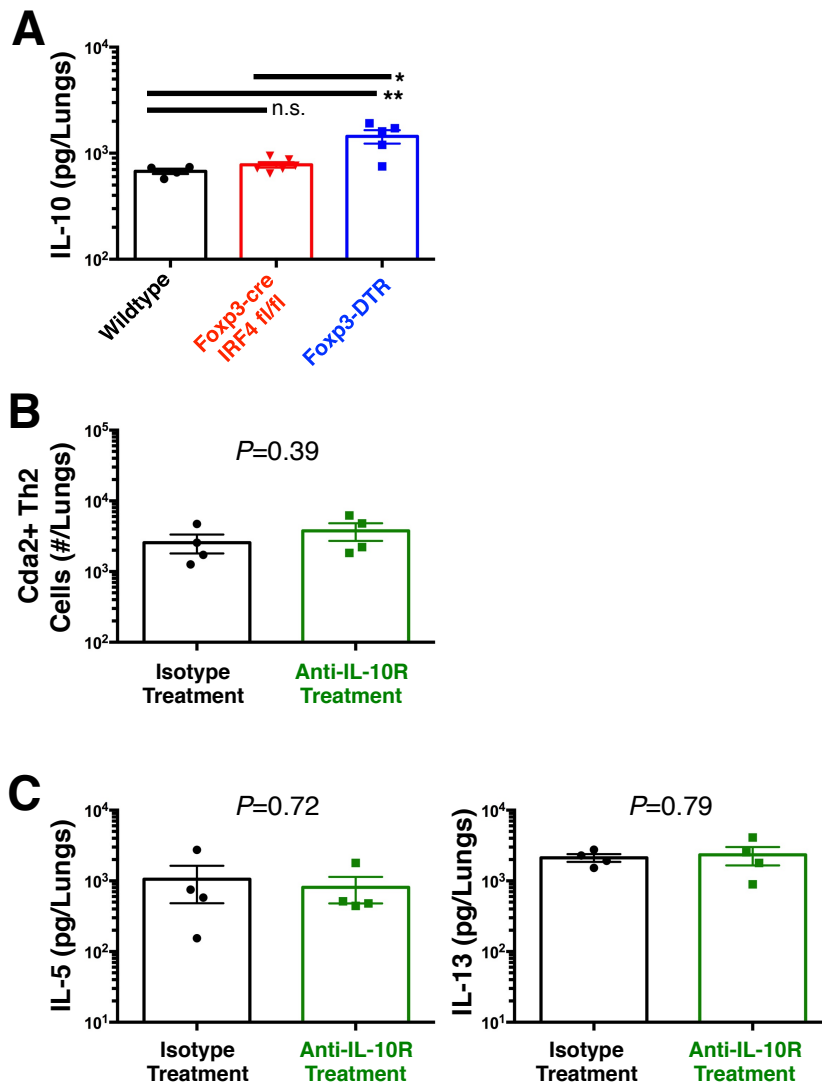 A
IL-10 (pg/Lungs)
10⁴
10³
10²
*
**
n.s.
Wildtype
Foxp3-cre
IRF4 fl/fl
Foxp3-DTR
B
Cda2+ Th2
Cells (#/Lungs)
10⁵
10⁴
10³
10²
P=0.39
Isotype
Treatment
Anti-IL-10R
Treatment
C
IL-5 (pg/Lungs)
10⁴
10³
10²
10¹
P=0.72
Isotype
Treatment
Anti-IL-10R
Treatment
IL-13 (pg/Lungs)
10⁴
10³
10²
10¹
P=0.79
Isotype
Treatment
Anti-IL-10R
Treatment